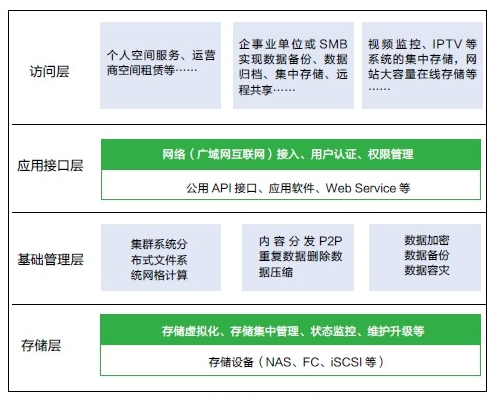 访问层
个人空间服务、运营
商空间租赁等……
企事业单位或 SMB
实现数据备份、数据
归档、集中存储、远
程共享……
视频监控、IPTV 等
系统的集中存储，网
站大容量在线存储等
……
应用接口层
网络（广域网互联网）接入、用户认证、权限管理
公用 API 接口、应用软件、Web Service 等
基础管理层
集群系统分
布式文件系
统网格计算
内容分发 P2P
重复数据删除数
据压缩
数据加密
数据备份
数据容灾
存储层
存储虚拟化、存储集中管理、状态监控、维护升级等
存储设备（NAS、FC、iSCSI 等）